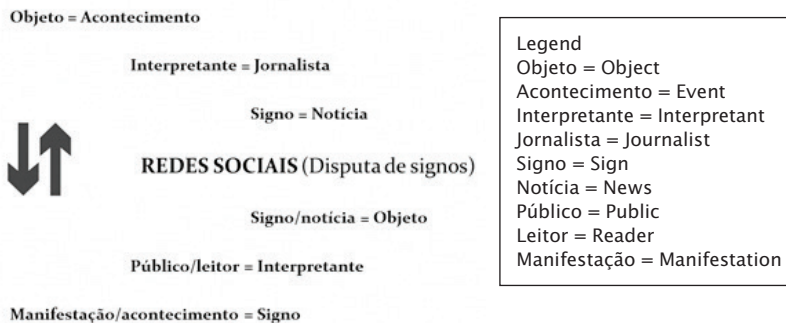 Objeto = Acontecimento
Interpretante = Jornalista
Signo = Notícia
REDES SOCIAIS (Disputa de signos)
Signo/notícia = Objeto
Público/leitor = Interpretante
Manifestação/acontecimento = Signo
Legend
Objeto = Object
Acontecimento = Event
Interpretante = Interpretant
Jornalista = Journalist
Signo = Sign
Notícia = News
Público = Public
Leitor = Reader
Manifestação = Manifestation